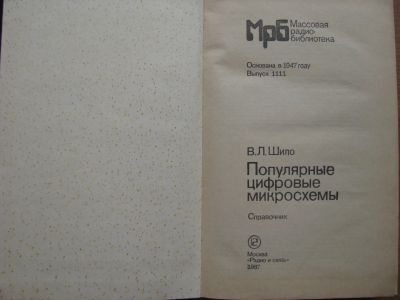 МРБ
Массовая
радио-
библиотека
Основана в 1947 году
Выпуск 1111
В.Л. Шило
Популярные
цифровые
микросхемы
Справочник
Москва
«Радио и связь»
1987